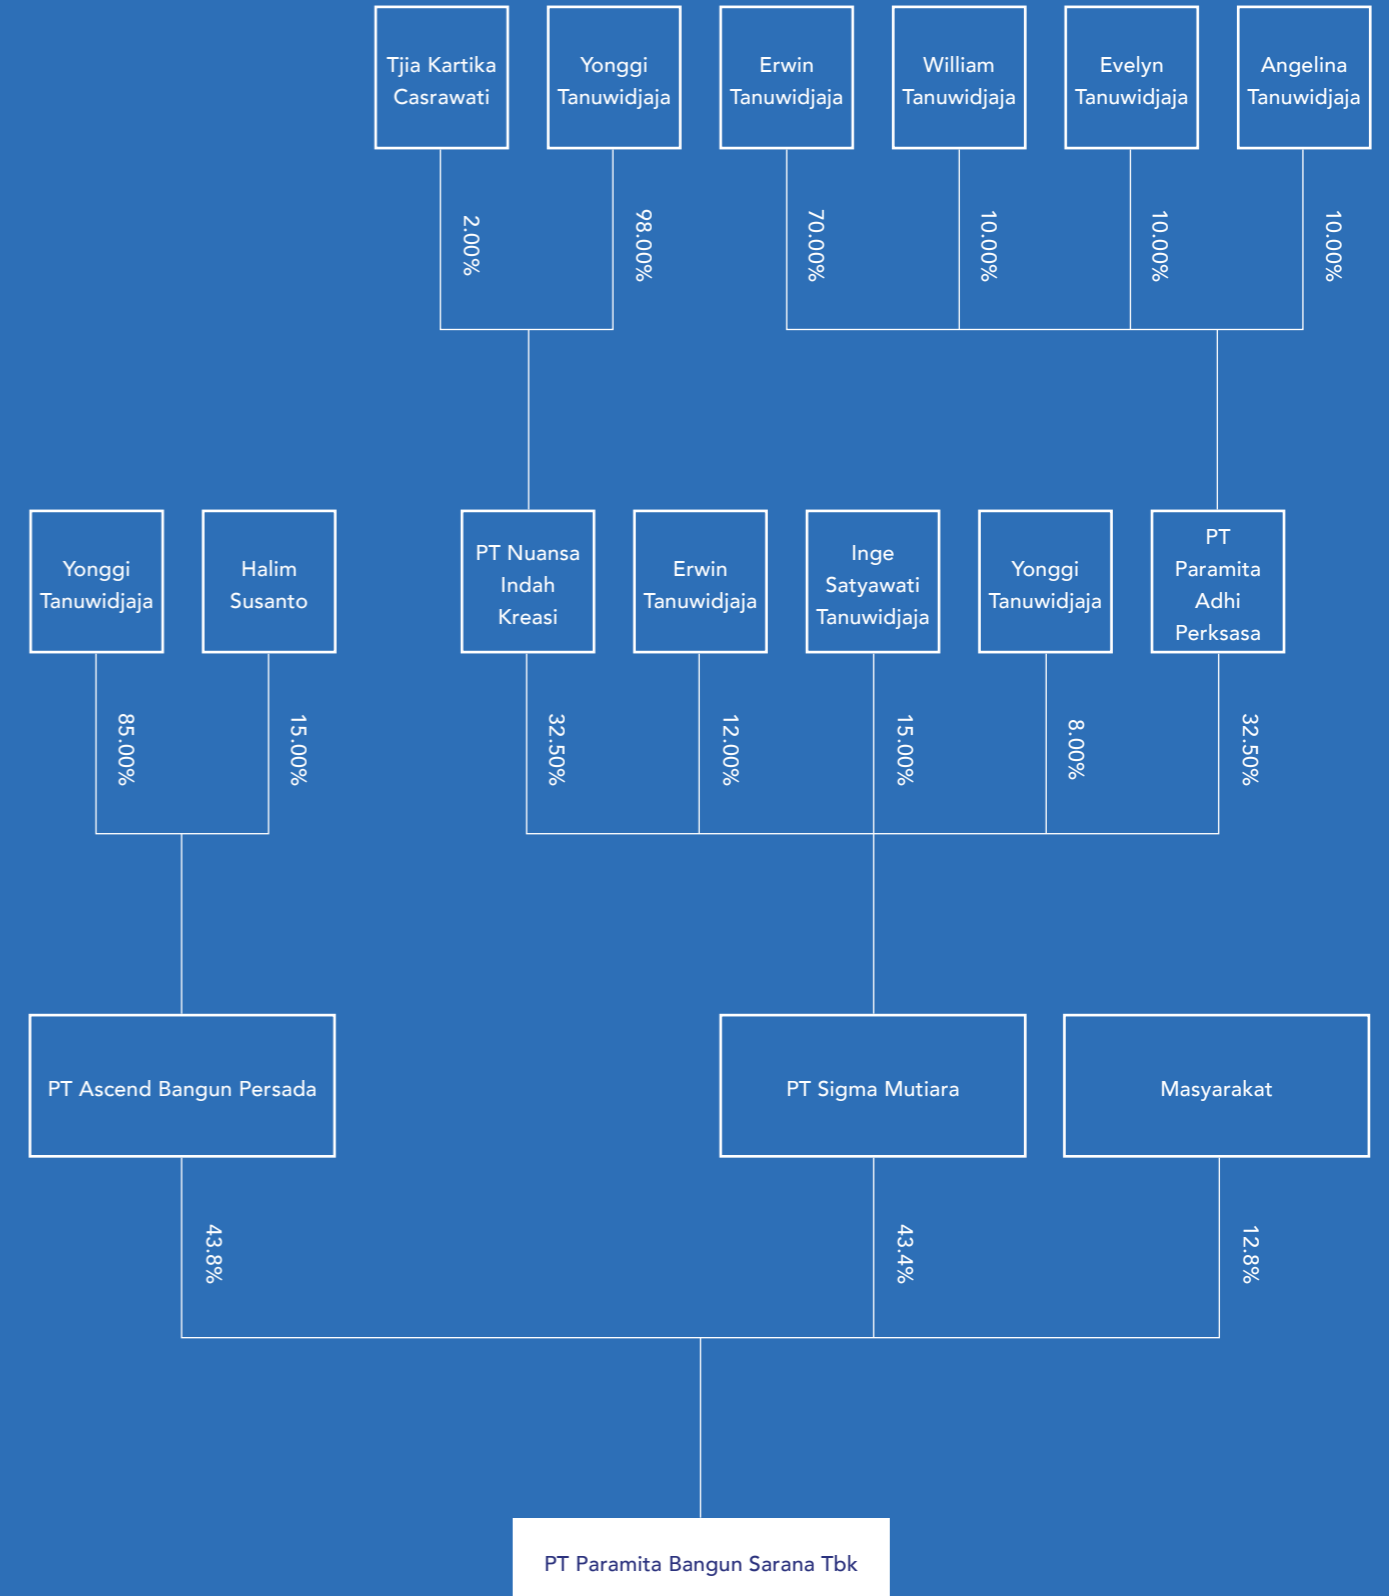 Tjia Kartika
Casrawati
Yonggi
Tanuwidjaja
Erwin
Tanuwidjaja
William
Tanuwidjaja
Evelyn
Tanuwidjaja
Angelina
Tanuwidjaja
2.00%
98.00%
70.00%
10.00%
10.00%
10.00%
Yonggi
Tanuwidjaja
Halim
Susanto
PT Nuansa
Indah
Kreasi
Erwin
Tanuwidjaja
Inge
Satyawati
Tanuwidjaja
Yonggi
Tanuwidjaja
PT
Paramita
Adhi
Perksasa
85.00%
15.00%
32.50%
12.00%
15.00%
8.00%
32.50%
PT Ascend Bangun Persada
PT Sigma Mutiara
Masyarakat
43.8%
43.4%
12.8%
PT Paramita Bangun Sarana Tbk